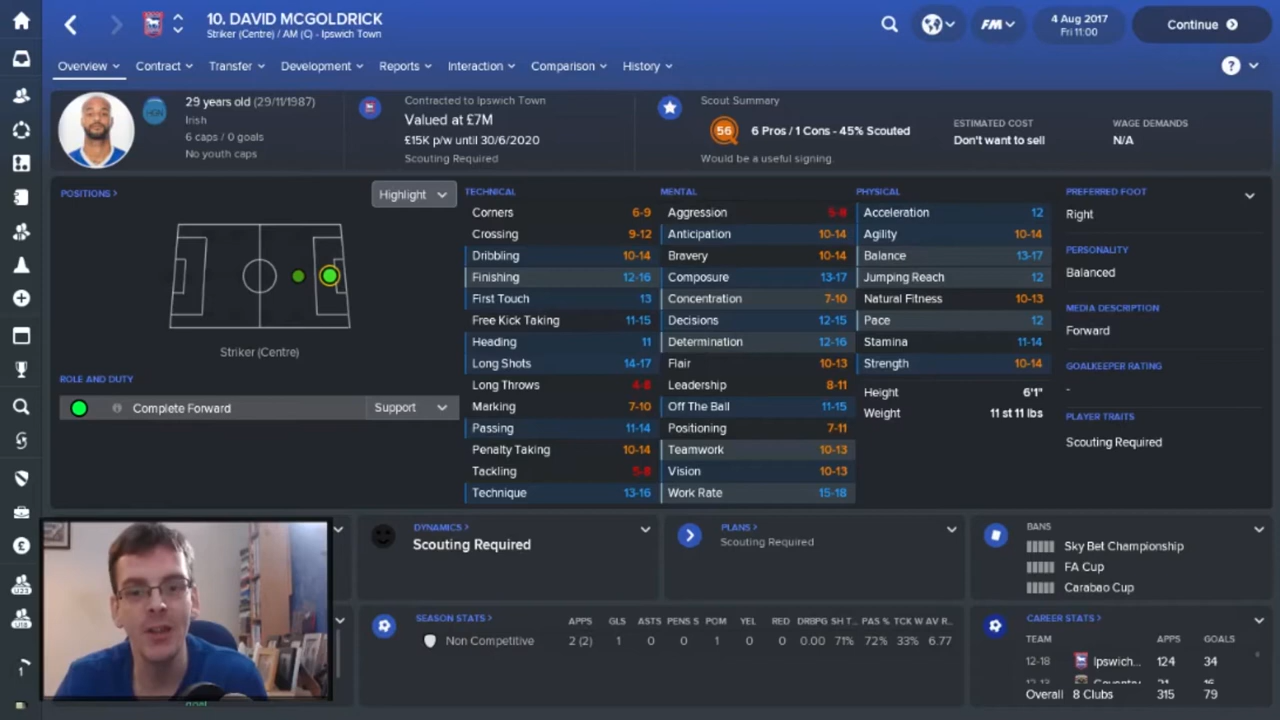 10. DAVID MCGOLDRICK
Striker (Centre) / AM (C) - Ipswich Town
FM
4 Aug 2017
Fri 11:00
Continue
Overview Contract Transfer Development Reports Interaction Comparison History
?
HGN
29 years old (29/11/1987)
Irish
6 caps / 0 goals
No youth caps
Contracted to Ipswich Town
Valued at £7M
£15K p/w until 30/6/2020
Scouting Required
Scout Summary
56
6 Pros / 1 Cons - 45% Scouted
Would be a useful signing.
ESTIMATED COST
Don't want to sell
WAGE DEMANDS
N/A
POSITIONS >
Highlight
Striker (Centre)
ROLE AND DUTY
Complete Forward Support
TECHNICAL
Corners 6-9
Crossing 9-12
Dribbling 10-14
Finishing 12-16
First Touch 13
Free Kick Taking 11-15
Heading 11
Long Shots 14-17
Long Throws 4-8
Marking 7-10
Passing 11-14
Penalty Taking 10-14
Tackling 5-8
Technique 13-16
MENTAL
Aggression 5-8
Anticipation 10-14
Bravery 10-14
Composure 13-17
Concentration 7-10
Decisions 12-15
Determination 12-16
Flair 10-13
Leadership 8-11
Off The Ball 11-15
Positioning 7-11
Teamwork 10-13
Vision 10-13
Work Rate 15-18
PHYSICAL
Acceleration 12
Agility 10-14
Balance 13-17
Jumping Reach 12
Natural Fitness 10-13
Pace 12
Stamina 11-14
Strength 10-14
Height 6'1"
Weight 11 st 11 lbs
PREFERRED FOOT
Right
PERSONALITY
Balanced
MEDIA DESCRIPTION
Forward
GOALKEEPER RATING
-
PLAYER TRAITS
Scouting Required
DYNAMICS >
Scouting Required
PLANS >
Scouting Required
BANS
Sky Bet Championship
FA Cup
Carabao Cup
SEASON STATS > APPS GLS ASTS PENS S POM YEL RED DRBPG SH T... PAS % TCK W AV R...
Non Competitive 2 (2) 1 0 0 1 0 0 0.00 71% 72% 33% 6.77
CAREER STATS >
TEAM APPS GOALS
12-18 Ipswich... 124 34
Overall 8 Clubs 315 79
U23
U18